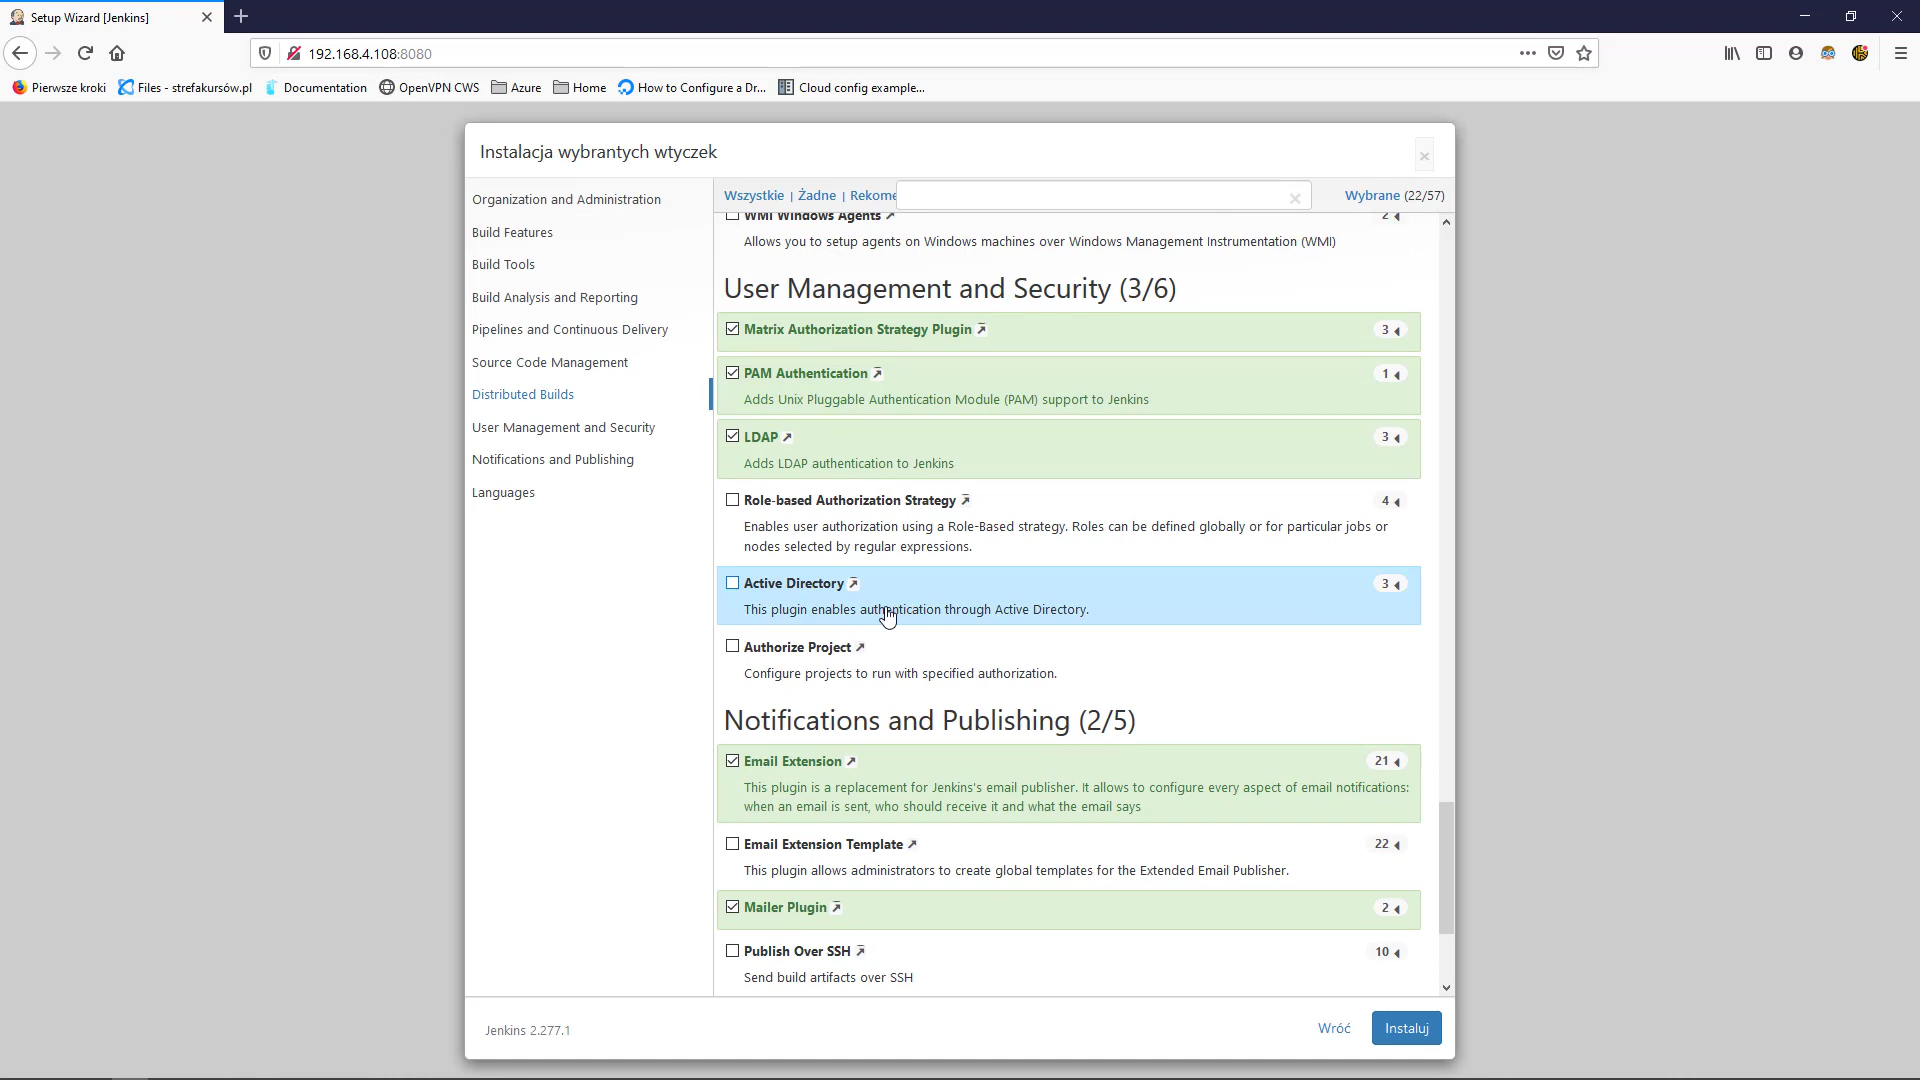 Setup Wizard [Jenkins]
192.168.4.108:8080
Pierwsze kroki
Files - strefakursów.pl
Documentation
OpenVPN CWS
Azure
Home
How to Configure a Dr...
Cloud config example...
Instalacja wybranych wtyczek
Organization and Administration
Build Features
Build Tools
Build Analysis and Reporting
Pipelines and Continuous Delivery
Source Code Management
Distributed Builds
User Management and Security
Notifications and Publishing
Languages
Wszystkie | Żadne | Rekome
Wybrane (22/57)
WMI Windows Agents 2
Allows you to setup agents on Windows machines over Windows Management Instrumentation (WMI)
User Management and Security (3/6)
Matrix Authorization Strategy Plugin 3
PAM Authentication 1
Adds Unix Pluggable Authentication Module (PAM) support to Jenkins
LDAP 3
Adds LDAP authentication to Jenkins
Role-based Authorization Strategy 4
Enables user authorization using a Role-Based strategy. Roles can be defined globally or for particular jobs or
nodes selected by regular expressions.
Active Directory 3
This plugin enables authentication through Active Directory.
Authorize Project
Configure projects to run with specified authorization.
Notifications and Publishing (2/5)
Email Extension 21
This plugin is a replacement for Jenkins's email publisher. It allows to configure every aspect of email notifications:
when an email is sent, who should receive it and what the email says
Email Extension Template 22
This plugin allows administrators to create global templates for the Extended Email Publisher.
Mailer Plugin 2
Publish Over SSH 10
Send build artifacts over SSH
Jenkins 2.277.1
Wróć
Instaluj